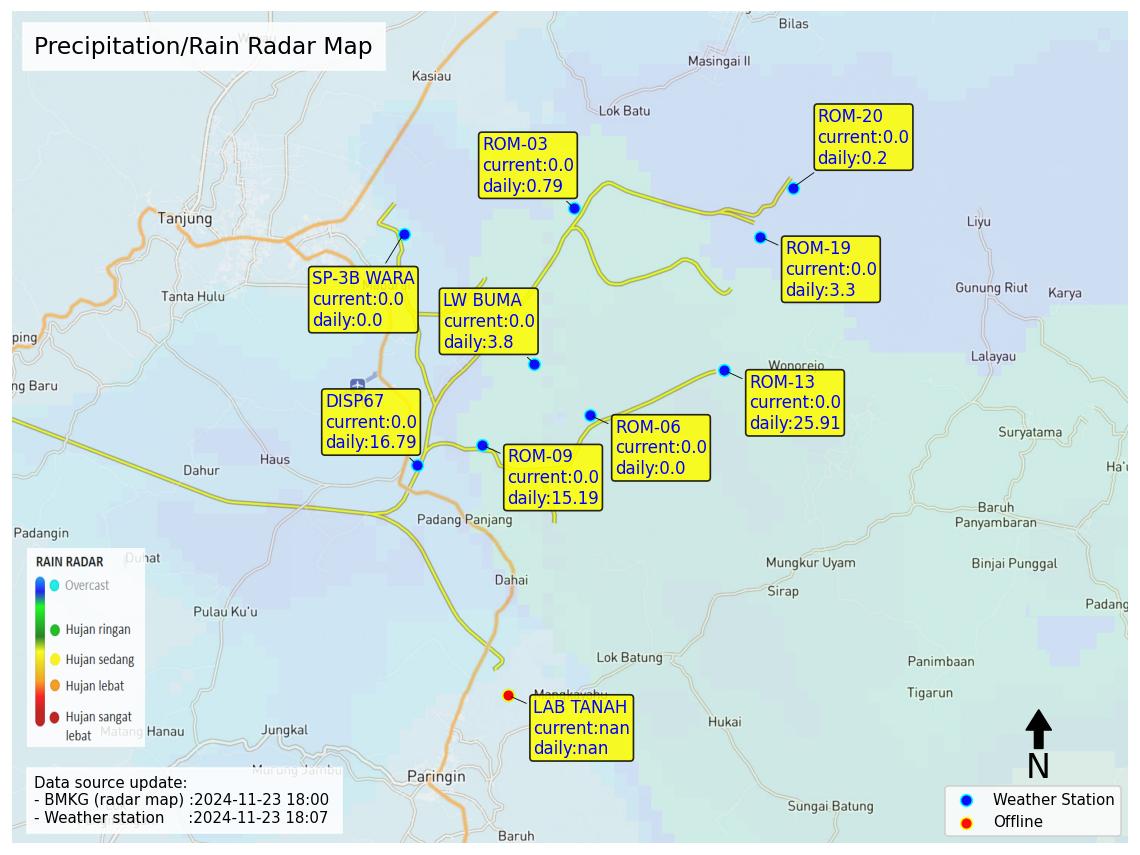 Precipitation/Rain Radar Map
Bilas
Masingai II
Kasiau
Lok Batu
ROM-20
current:0.0
daily:0.2
ROM-03
current:0.0
daily:0.79
Tanjung
Liyu
ROM-19
current:0.0
daily:3.3
SP-3B WARA
current:0.0
daily:0.0
Tanta Hulu
LW BUMA
current:0.0
daily:3.8
Gunung Riut
Karya
ping
Lalayau
Wonorejo
ng Baru
ROM-13
current:0.0
daily:25.91
DISP67
current:0.0
daily:16.79
ROM-06
current:0.0
daily:0.0
Suryatama
ROM-09
current:0.0
daily:15.19
Haus
Dahur
Ha'u
Baruh
Panyambaran
Padang Panjang
Padangin
Duhat
RAIN RADAR
Overcast
Hujan ringan
Hujan sedang
Hujan lebat
Hujan sangat
lebat
Mungkur Uyam
Binjai Punggal
Dahai
Sirap
Padang
Pulau Ku'u
Lok Batung
Panimbaan
Tigarun
Mangkayahu
LAB TANAH
current:nan
daily:nan
Hukai
Matang Hanau
Jungkal
Murung Jambu
Paringin
N
Data source update:
- BMKG (radar map) :2024-11-23 18:00
- Weather station :2024-11-23 18:07
Sungai Batung
Weather Station
Offline
Baruh